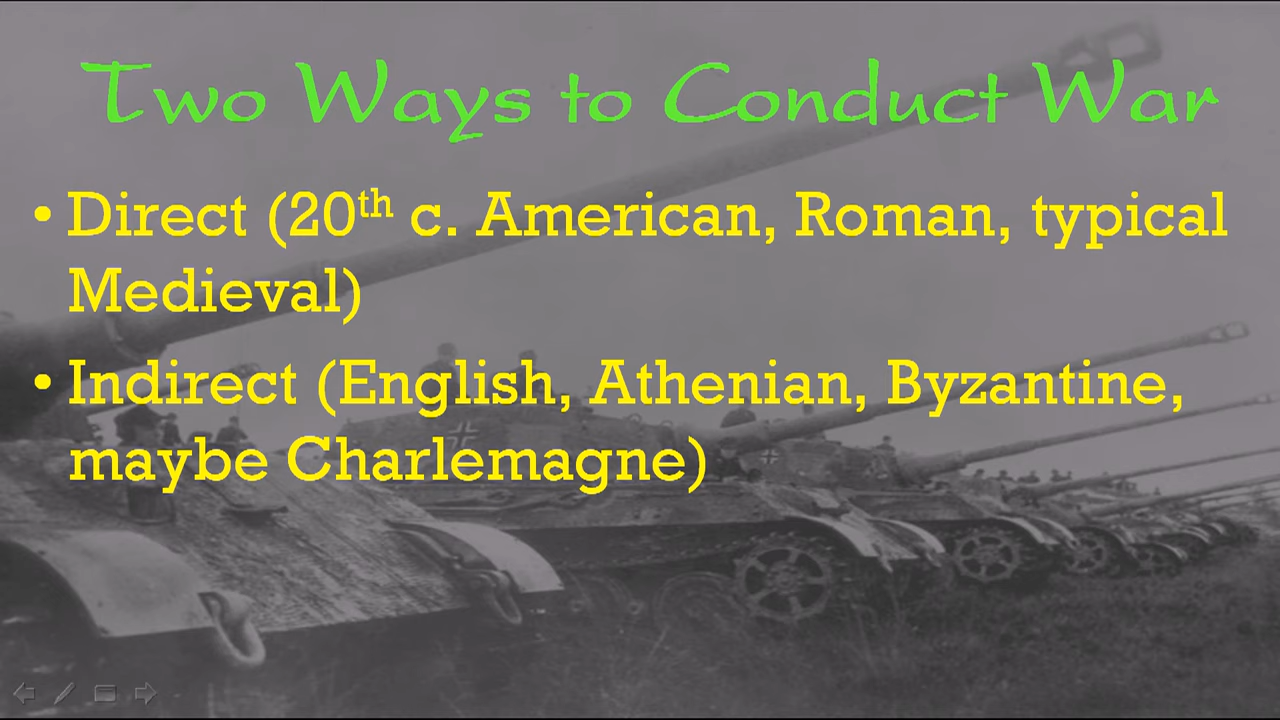 Two Ways to Conduct War
• Direct (20th c. American, Roman, typical
Medieval)
• Indirect (English, Athenian, Byzantine,
maybe Charlemagne)